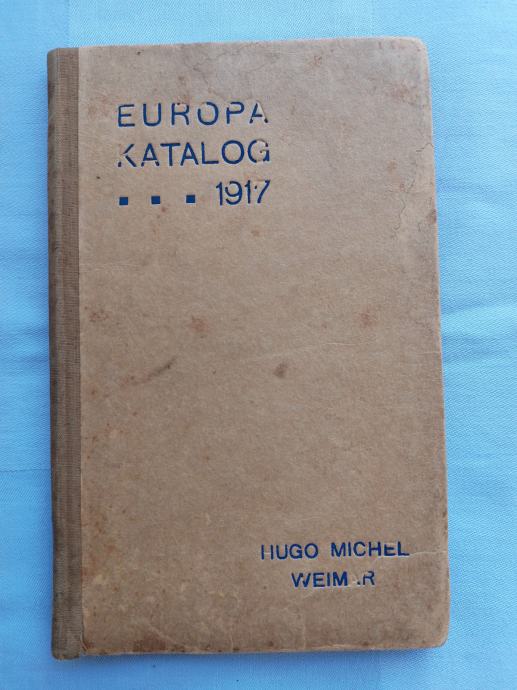 EUROPA
KATALOG
▪ ▪ ▪ 1917
HUGO MICHEL
WEIMAR